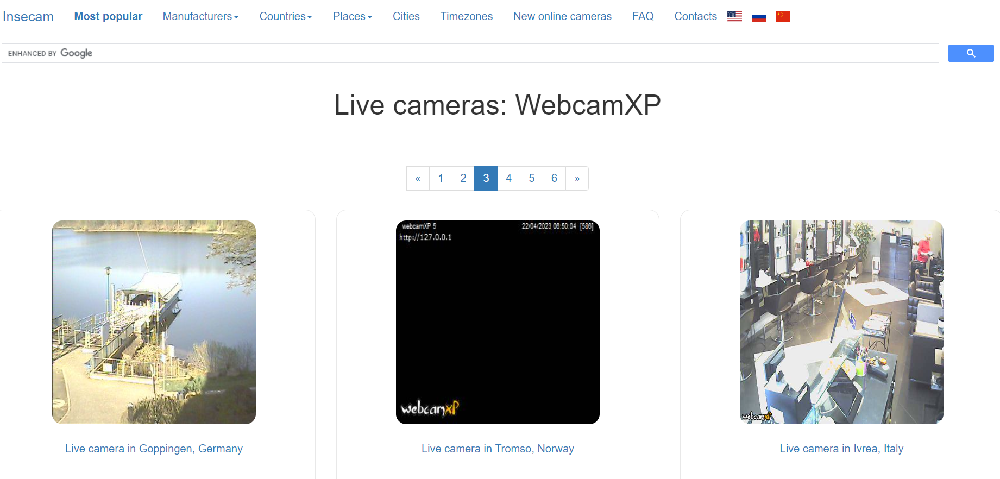 Insecam Most popular Manufacturers Countries Places Cities Timezones New online cameras FAQ Contacts
ENHANCED BY Google
Live cameras: WebcamXP
« 1 2 3 4 5 6 »
webcamXP 5 22/04/2023 06:50:04 [586]
http://127.0.0.1
webcamXP
webcamXP
Live camera in Goppingen, Germany
Live camera in Tromso, Norway
Live camera in Ivrea, Italy